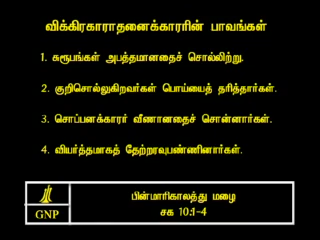 விக்கிரகாராதனைக்காரரின் பாவங்கள்
1. சுரூபங்கள் அபத்தமானதைச் சொல்லிற்று.
2. குறிசொல்லுகிறவர்கள் பொய்யைத் தரித்தார்கள்.
3. சொப்பனக்காரர் வீணானதைச் சொன்னார்கள்.
4. வியர்த்தமாகத் தேற்றரவுபண்ணினார்கள்.
பின்மாரிகாலத்து மழை
GNP
சக 10:1-4